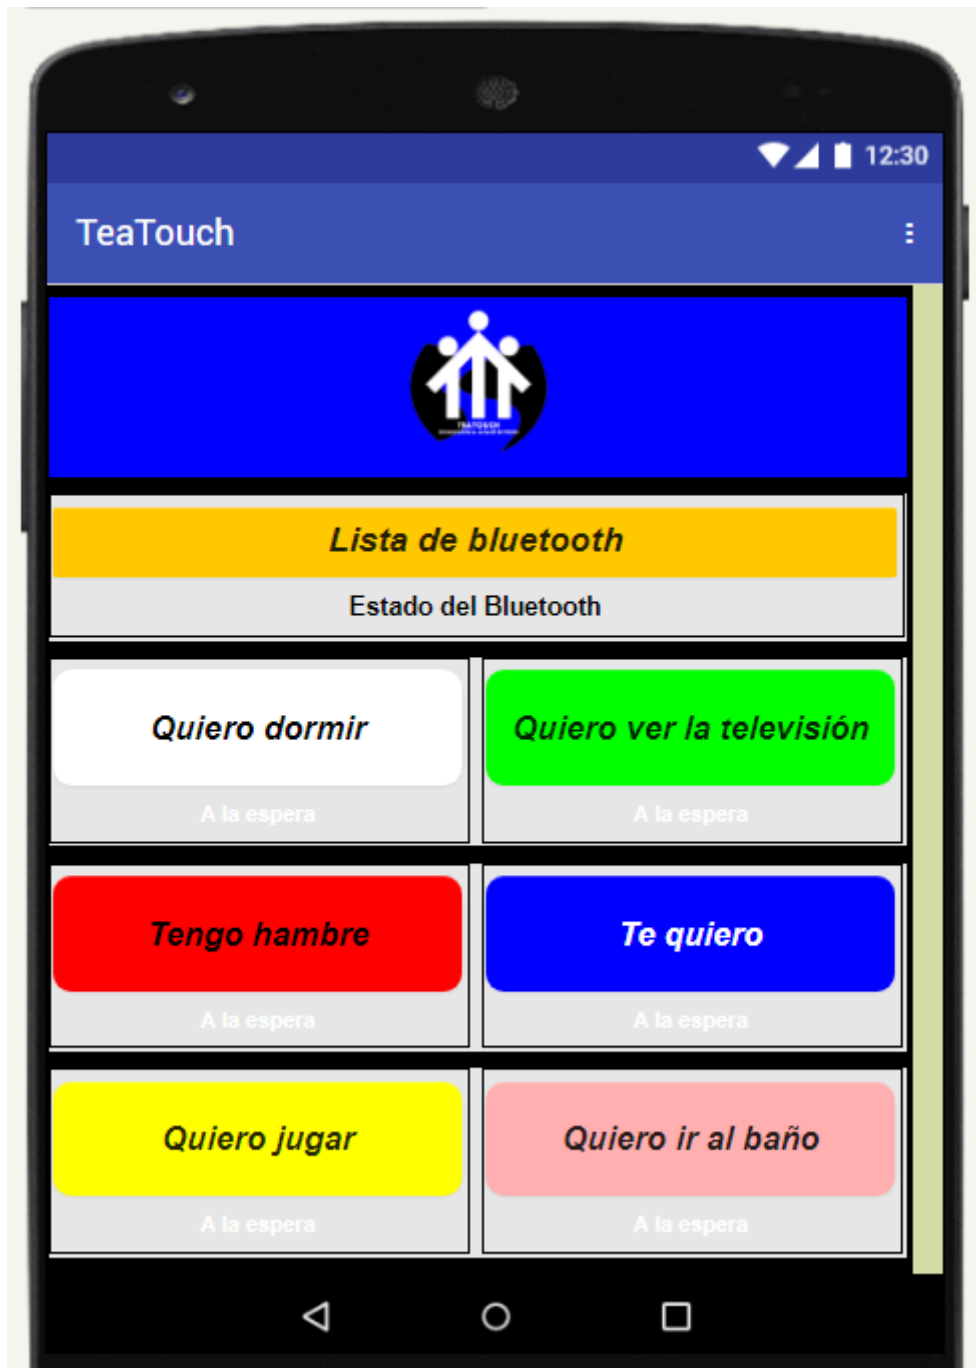 12:30
TeaTouch
TEATOUCH
Lista de bluetooth
Estado del Bluetooth
Quiero dormir
Quiero ver la televisión
A la espera
A la espera
Tengo hambre
Te quiero
A la espera
A la espera
Quiero jugar
Quiero ir al baño
A la espera
A la espera